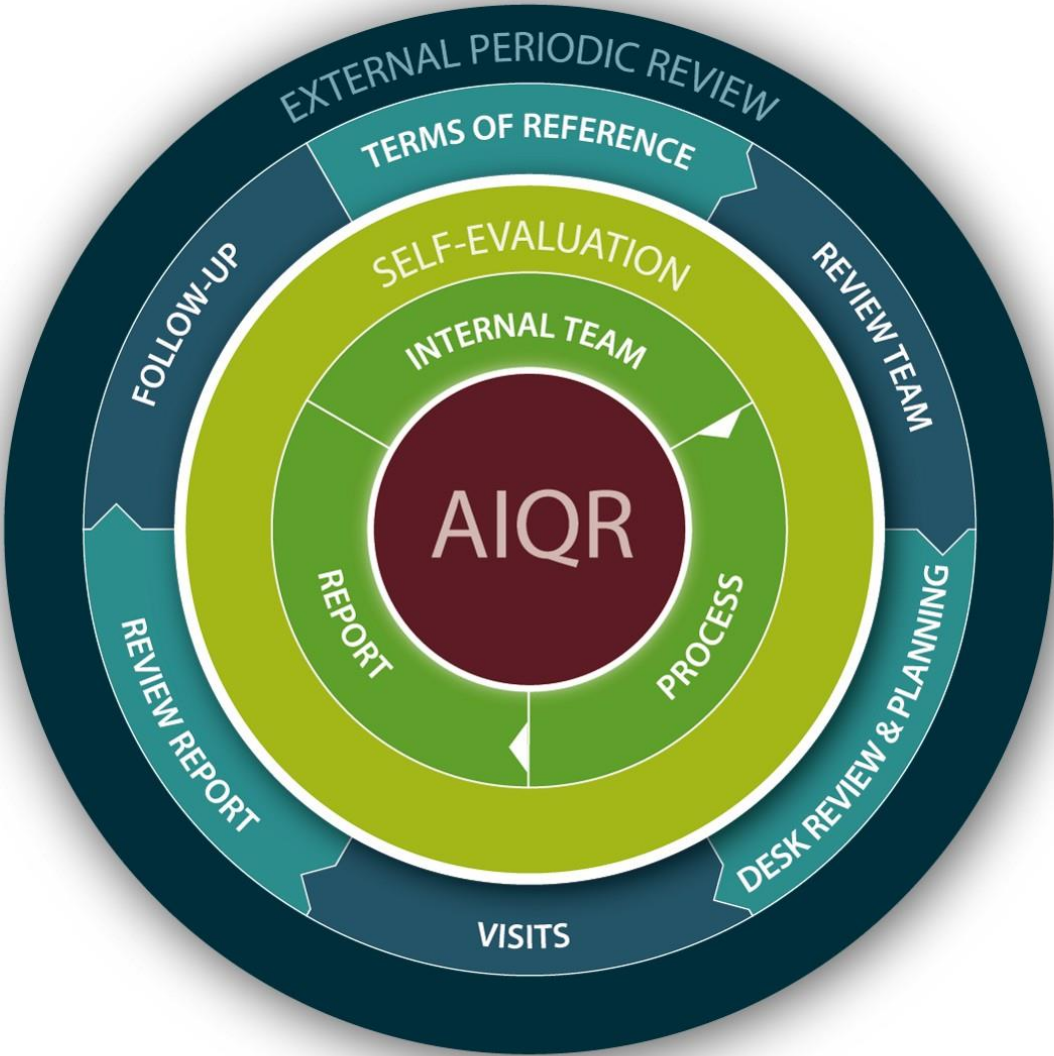 EXTERNAL PERIODIC REVIEW
TERMS OF REFERENCE
REVIEW TEAM
DESK REVIEW & PLANNING
VISITS
REVIEW REPORT
FOLLOW-UP
SELF-EVALUATION
INTERNAL TEAM
PROCESS
REPORT
AIQR